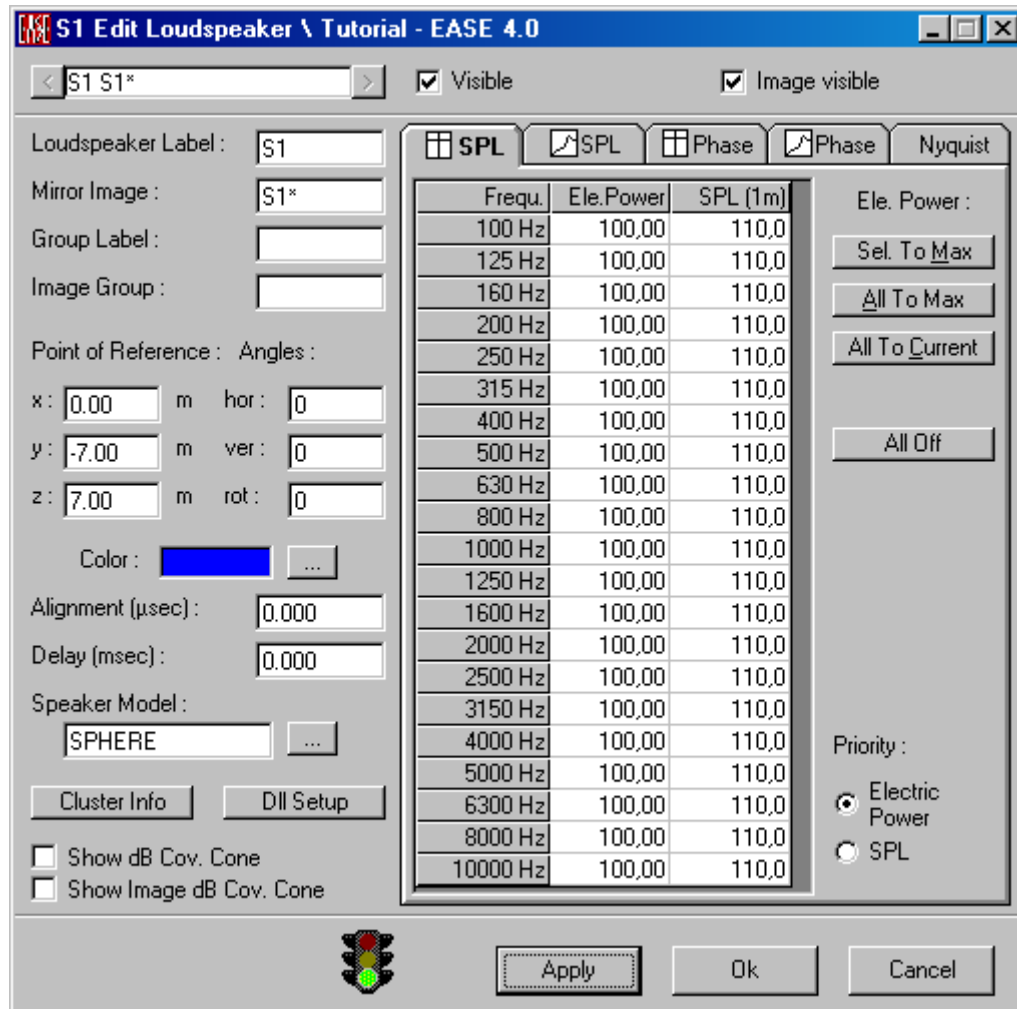 S1 Edit Loudspeaker \ Tutorial - EASE 4.0
< S1 S1* >
Visible
Image visible
Loudspeaker Label : S1
Mirror Image : S1*
Group Label :
Image Group :
Point of Reference : Angles :
x : 0.00 m hor : 0
y : -7.00 m ver : 0
z : 7.00 m rot : 0
Color : ...
Alignment (µsec) : 0.000
Delay (msec) : 0.000
Speaker Model :
SPHERE ...
Cluster Info Dll Setup
Show dB Cov. Cone
Show Image dB Cov. Cone
SPL SPL Phase Phase Nyquist
Frequ. Ele.Power SPL (1m)
100 Hz 100,00 110,0
125 Hz 100,00 110,0
160 Hz 100,00 110,0
200 Hz 100,00 110,0
250 Hz 100,00 110,0
315 Hz 100,00 110,0
400 Hz 100,00 110,0
500 Hz 100,00 110,0
630 Hz 100,00 110,0
800 Hz 100,00 110,0
1000 Hz 100,00 110,0
1250 Hz 100,00 110,0
1600 Hz 100,00 110,0
2000 Hz 100,00 110,0
2500 Hz 100,00 110,0
3150 Hz 100,00 110,0
4000 Hz 100,00 110,0
5000 Hz 100,00 110,0
6300 Hz 100,00 110,0
8000 Hz 100,00 110,0
10000 Hz 100,00 110,0
Ele. Power :
Sel. To Max
All To Max
All To Current
All Off
Priority :
Electric
Power
SPL
Apply Ok Cancel